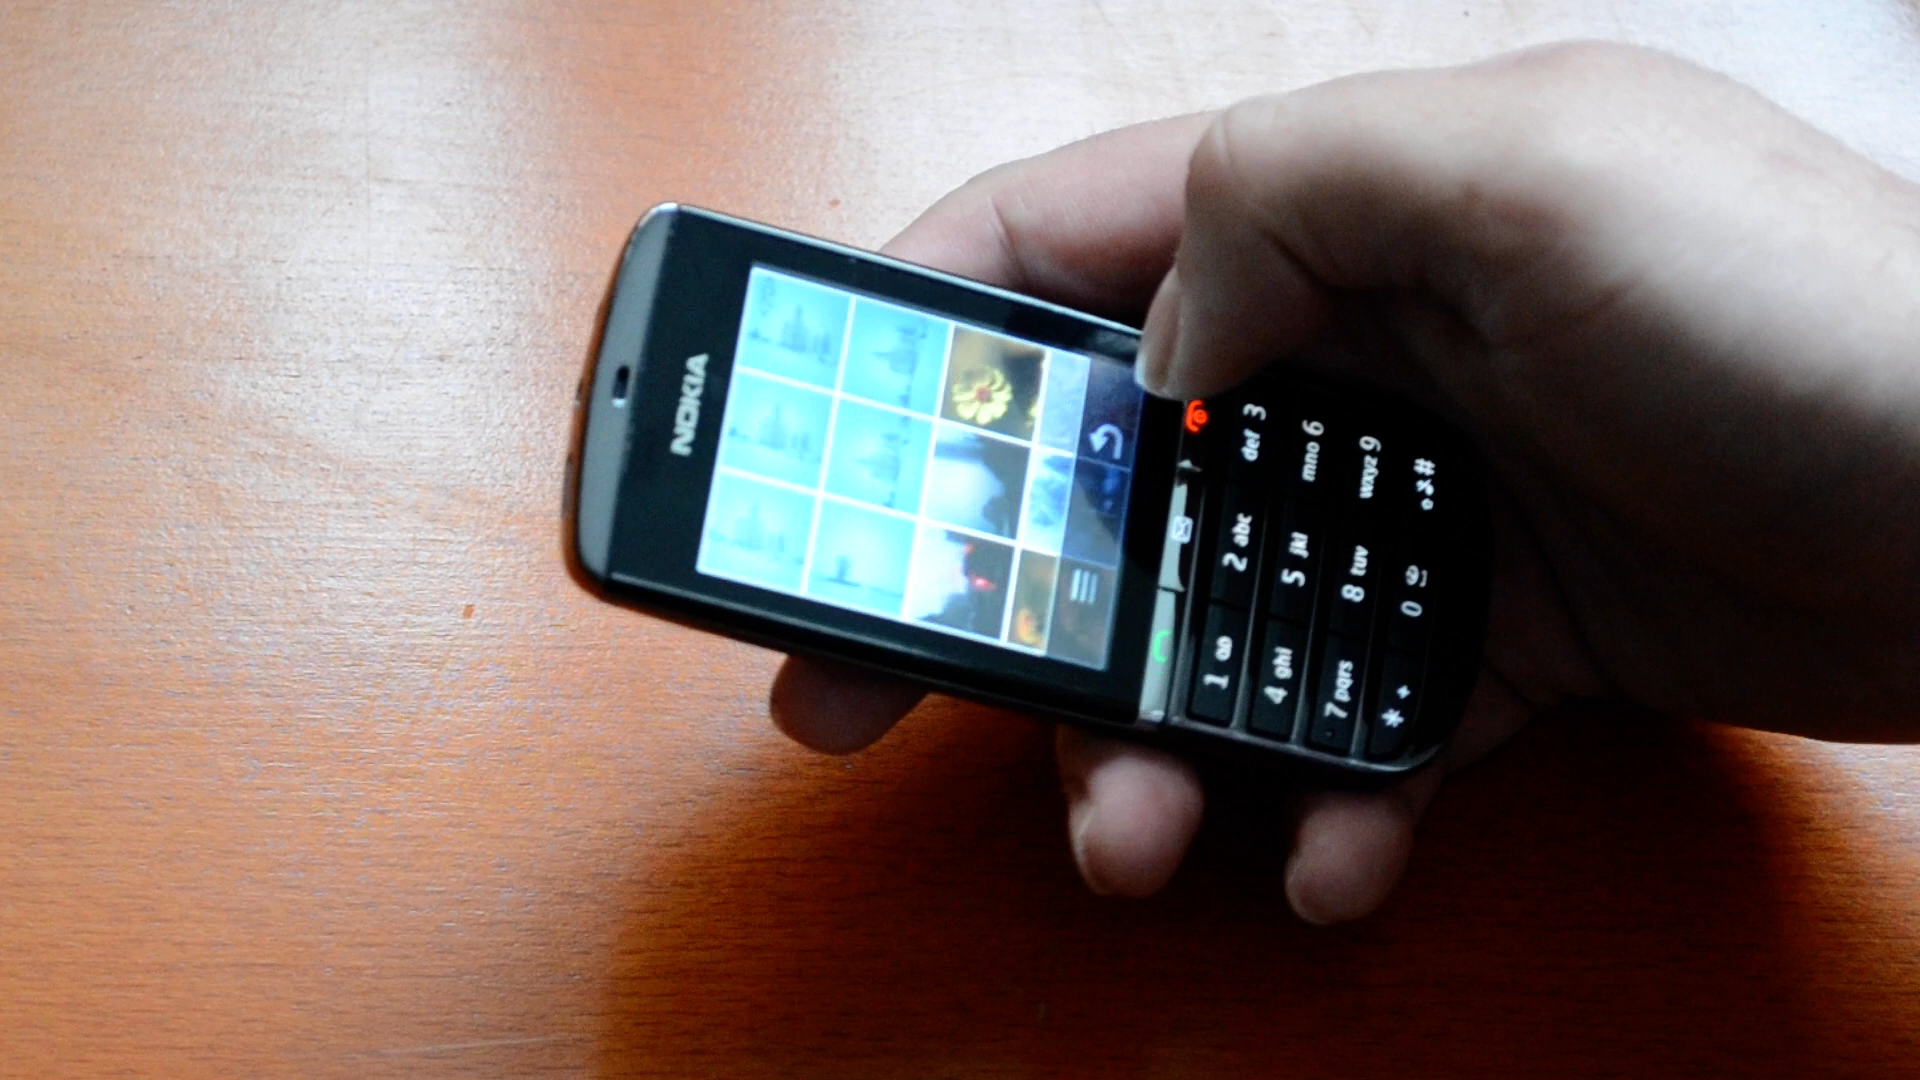 NOKIA
1
2 abc
def 3
4 ghi
5 jkl
mno 6
7 pqrs
8 tuv
wxyz 9
* +
0
#